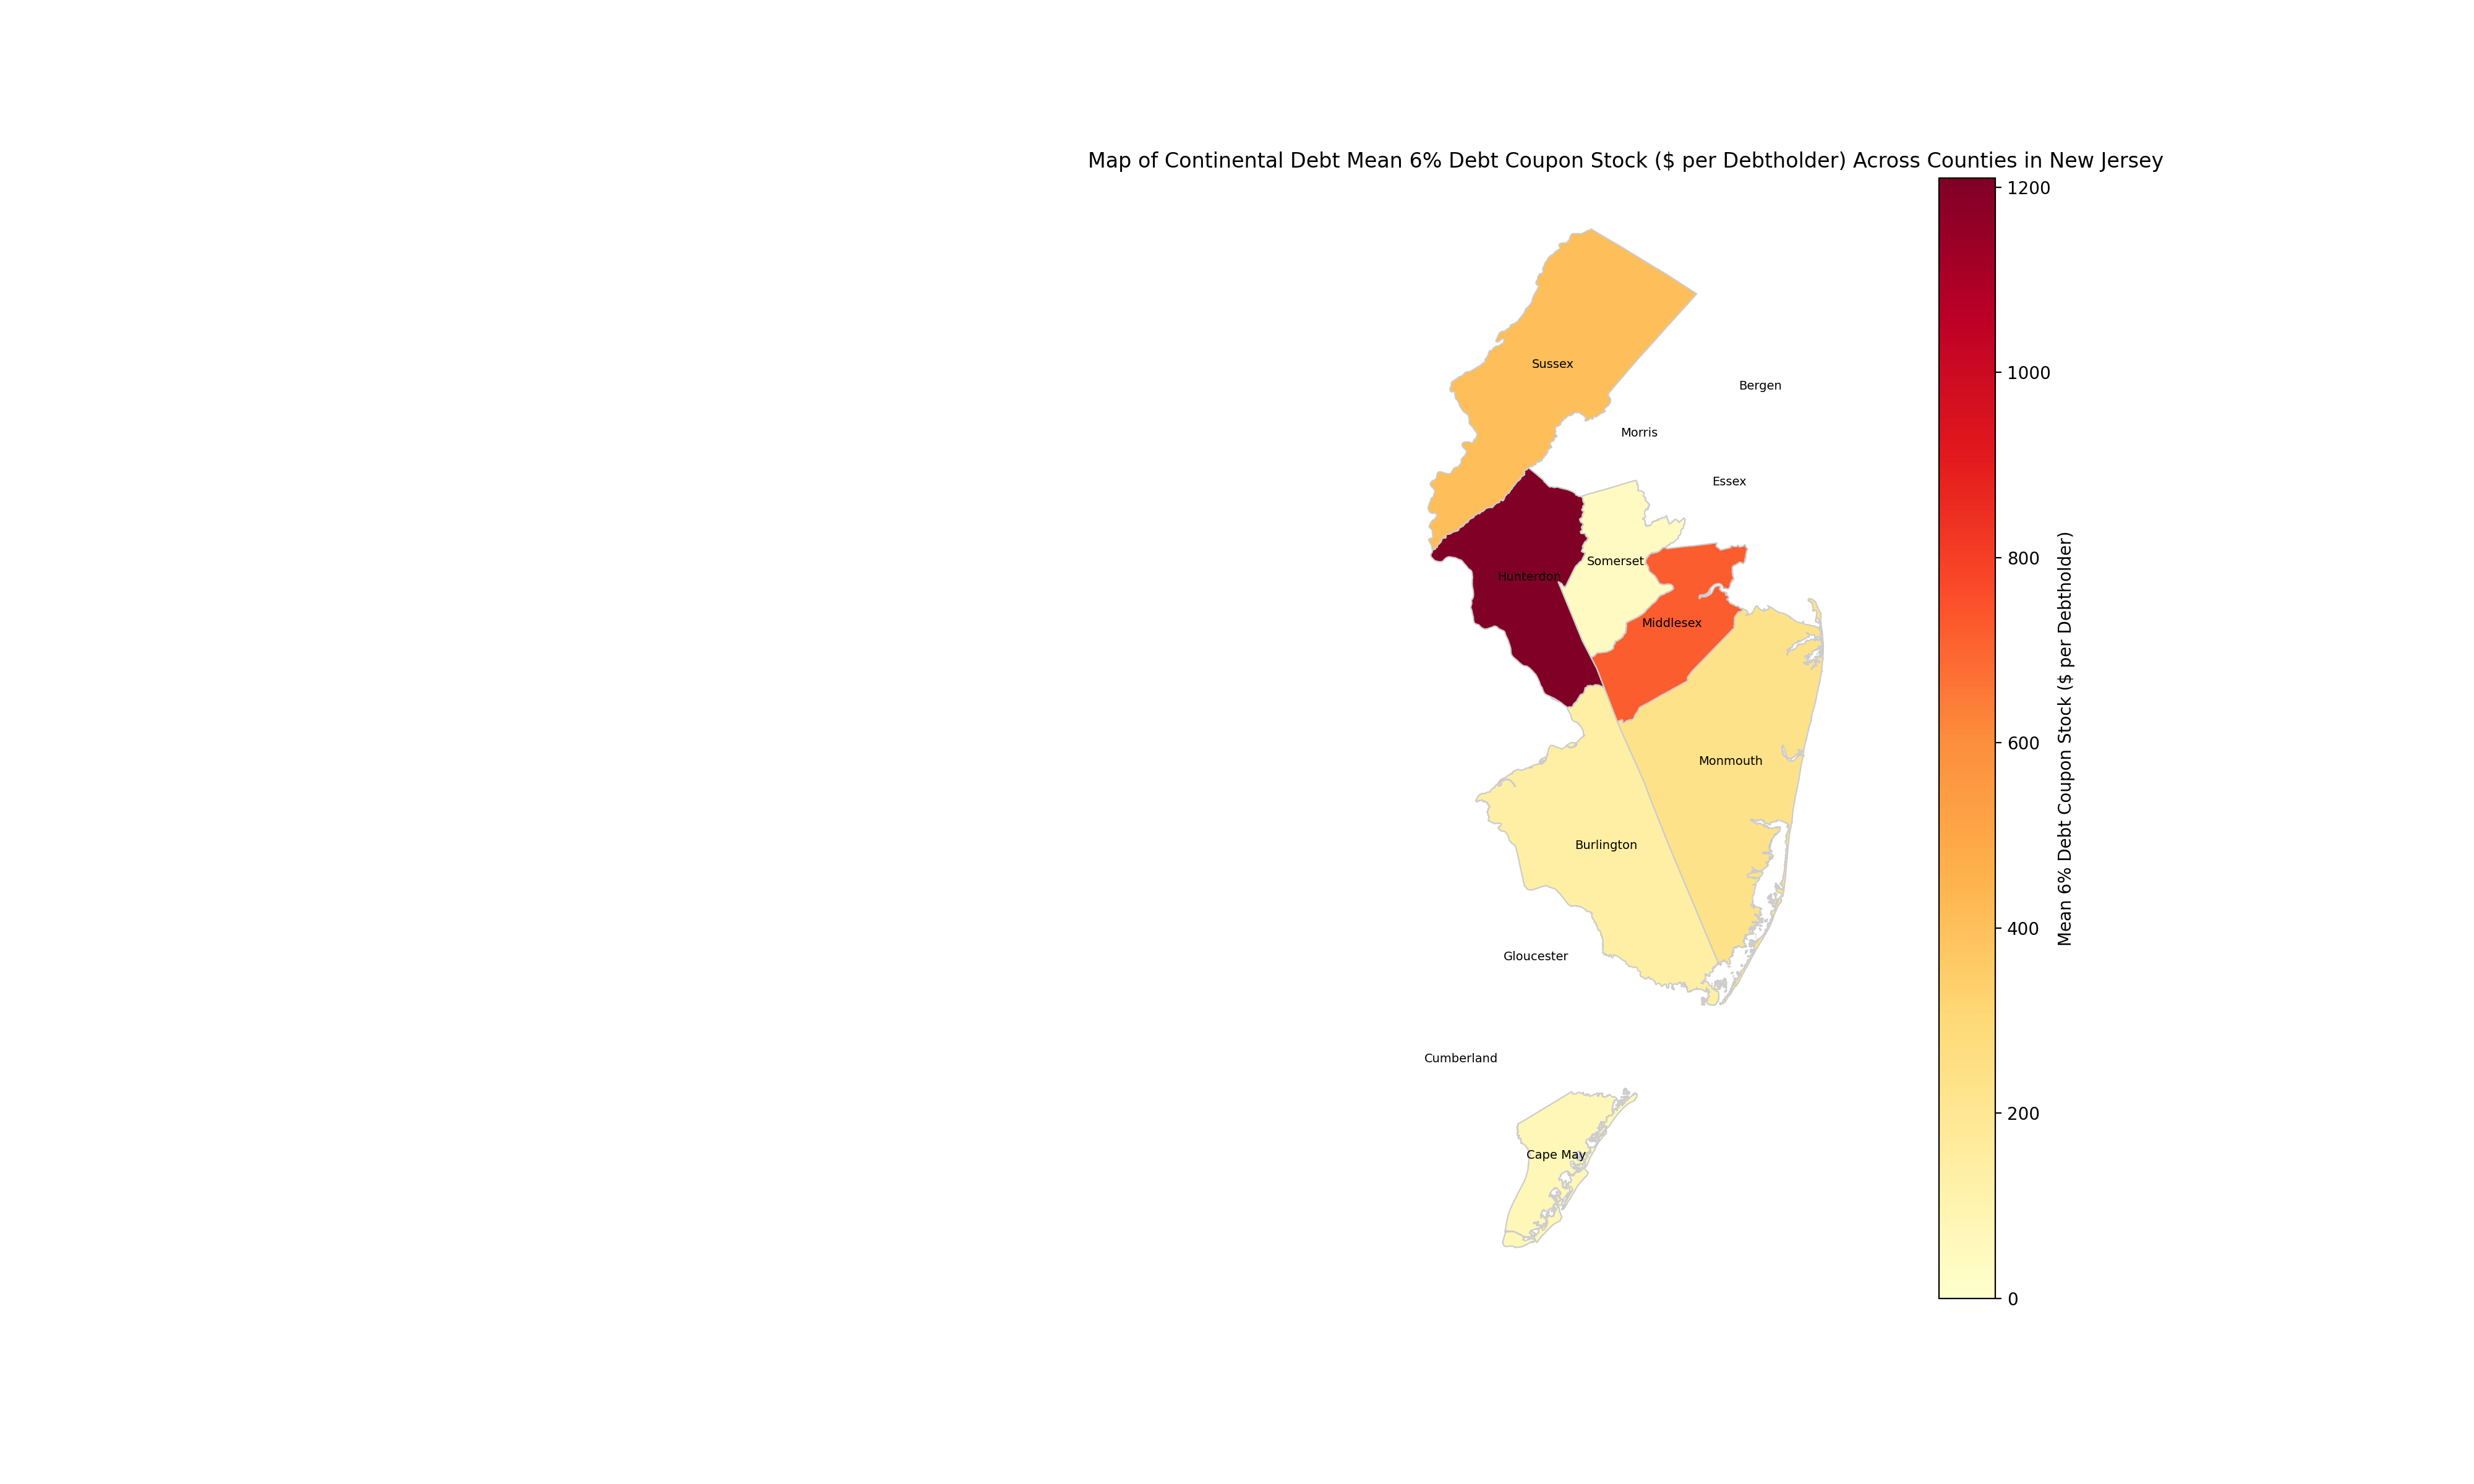 Map of Continental Debt Mean 6% Debt Coupon Stock ($ per Debtholder) Across Counties in New Jersey
Sussex
Bergen
Morris
Essex
Somerset
Hunterdon
Middlesex
Monmouth
Burlington
Gloucester
Cumberland
Cape May
1200
1000
800
600
400
200
0
Mean 6% Debt Coupon Stock ($ per Debtholder)